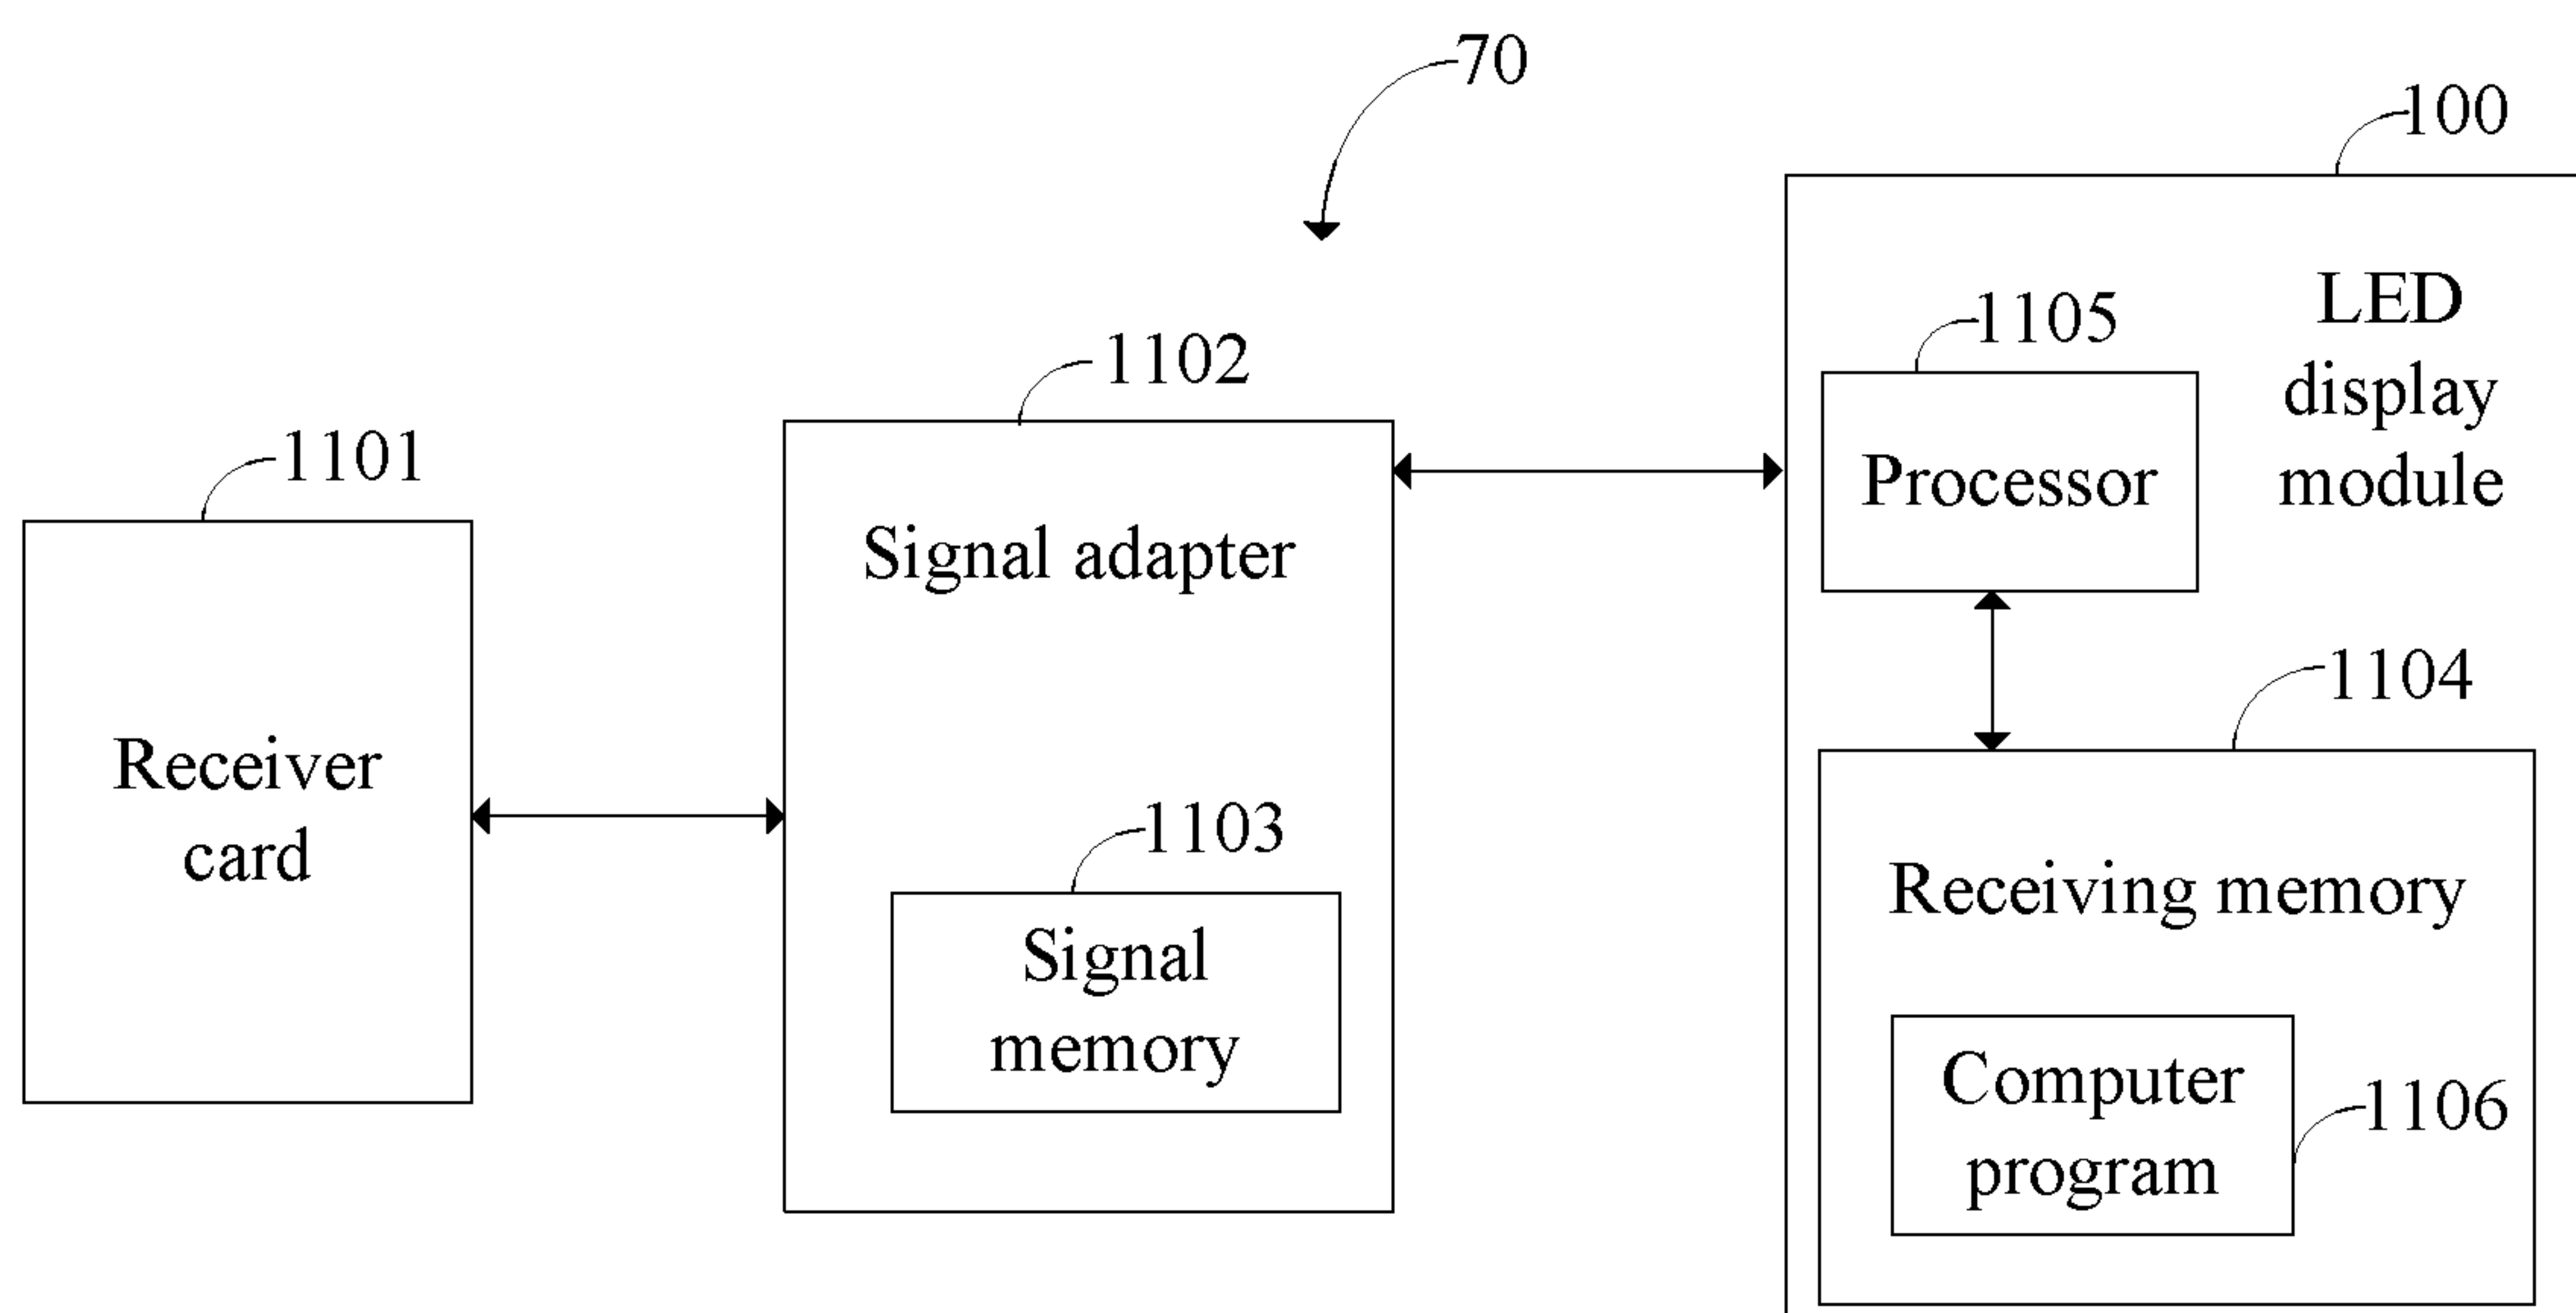 70
100
LED
display
module
1105
Processor
1102
Signal adapter
1101
Receiver
card
1104
Receiving memory
1103
Signal
memory
Computer
program
1106